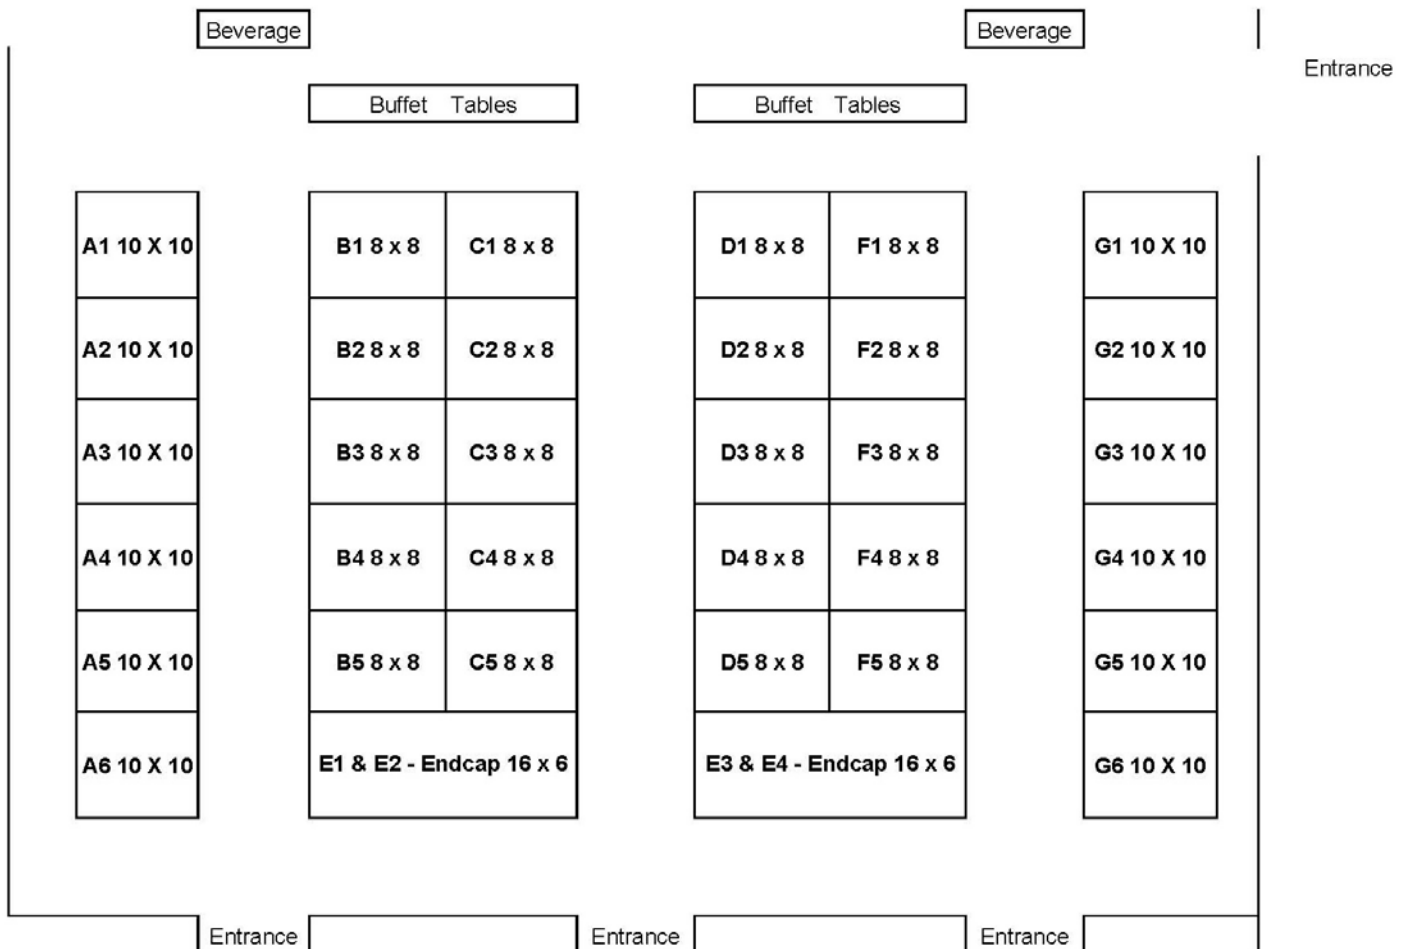 Beverage
Beverage
Entrance
Buffet Tables
Buffet Tables
A1 10 X 10
B1 8 x 8
C1 8 x 8
D1 8 x 8
F1 8 x 8
G1 10 X 10
A2 10 X 10
B2 8 x 8
C2 8 x 8
D2 8 x 8
F2 8 x 8
G2 10 X 10
A3 10 X 10
B3 8 x 8
C3 8 x 8
D3 8 x 8
F3 8 x 8
G3 10 X 10
A4 10 X 10
B4 8 x 8
C4 8 x 8
D4 8 x 8
F4 8 x 8
G4 10 X 10
A5 10 X 10
B5 8 x 8
C5 8 x 8
D5 8 x 8
F5 8 x 8
G5 10 X 10
A6 10 X 10
E1 & E2 - Endcap 16 x 6
E3 & E4 - Endcap 16 x 6
G6 10 X 10
Entrance
Entrance
Entrance